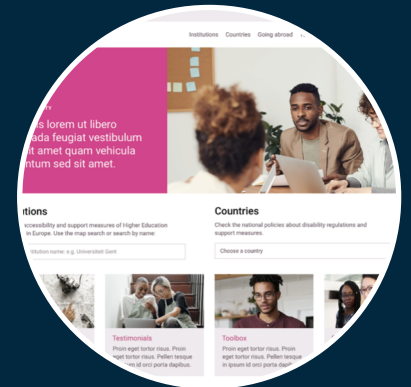 Institutions Countries Going abroad
s lorem ut libero
ada feugiat vestibulum
it amet quam vehicula
ntum sed sit amet.
utions
Countries
accessibility and support measures of Higher Education
in Europe. Use the map search or search by name:
Check the national policies about disability regulations and
support measures.
titution name: e.g. Universiteit Gent
Choose a country
Testimonials
Toolbox
Proin eget tortor risus. Proin
eget tortor risus. Pellen tesque
in ipsum id orci porta dapibus.
Proin eget tortor risus. Proin
eget tortor risus. Pellen tesque
in ipsum id orci porta dapib